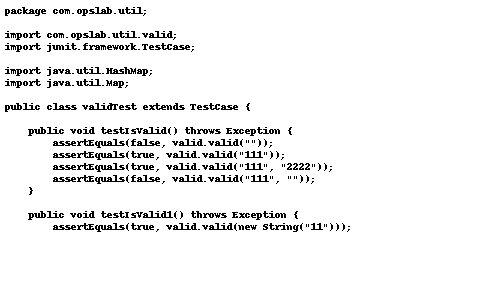 package com.opslab.util;

import com.opslab.util.valid;
import junit.framework.TestCase;

import java.util.HashMap;
import java.util.Map;

public class validTest extends TestCase {

    public void testIsValid() throws Exception {
        assertEquals(false, valid.valid(""));
        assertEquals(true, valid.valid("111"));
        assertEquals(true, valid.valid("111", "2222"));
        assertEquals(false, valid.valid("111", ""));
    }

    public void testIsValid1() throws Exception {
        assertEquals(true, valid.valid(new String("11")));